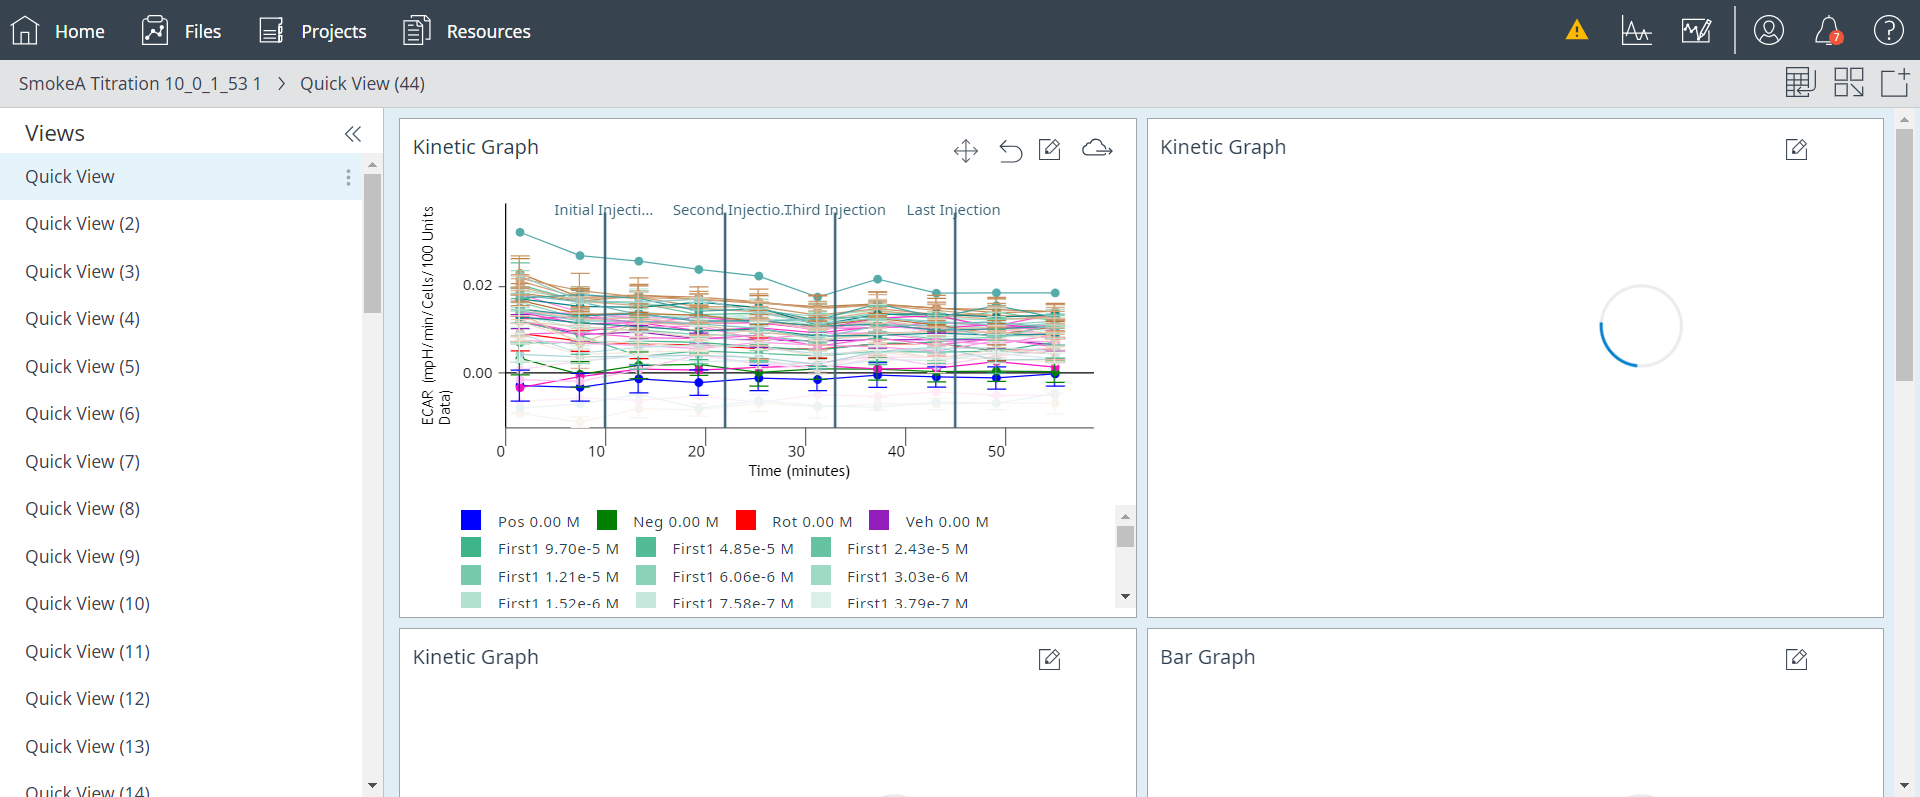 Home Files Projects Resources
7
SmokeA Titration 10_0_1_53 1 > Quick View (44)
Views
Quick View
Quick View (2)
Quick View (3)
Quick View (4)
Quick View (5)
Quick View (6)
Quick View (7)
Quick View (8)
Quick View (9)
Quick View (10)
Quick View (11)
Quick View (12)
Quick View (13)
Quick View (14)
Kinetic Graph
Initial Injecti... Second Injectio... Third Injection Last Injection
ECAR (mpH/min/cells/100 Units
Data)
0.02
0.00
0 10 20 30 40 50
Time (minutes)
Pos 0.00 M Neg 0.00 M Rot 0.00 M Veh 0.00 M
First1 9.70e-5 M First1 4.85e-5 M First1 2.43e-5 M
First1 1.21e-5 M First1 6.06e-6 M First1 3.03e-6 M
First1 1.52e-6 M First1 7.58e-7 M First1 3.79e-7 M
Kinetic Graph
Kinetic Graph
Bar Graph